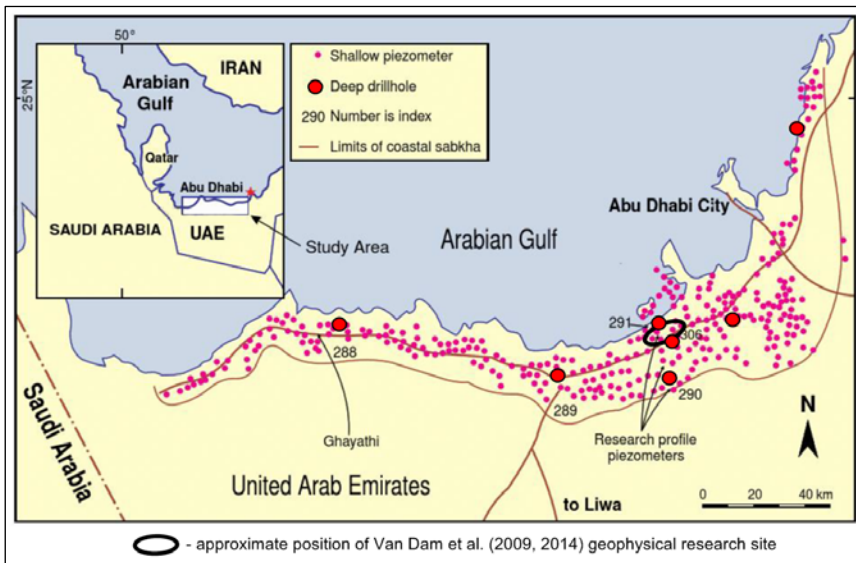 50°
IRAN
Arabian
Gulf
25°N
Qatar
Abu Dhabi
SAUDI ARABIA
UAE
Study Area
Shallow piezometer
Deep drillhole
290 Number is index
Limits of coastal sabkha
Abu Dhabi City
Arabian Gulf
291
306
288
289
290
Ghayathi
Research profile
piezometers
N
Saudi Arabia
United Arab Emirates
to Liwa
0 20 40 km
- approximate position of Van Dam et al. (2009, 2014) geophysical research site